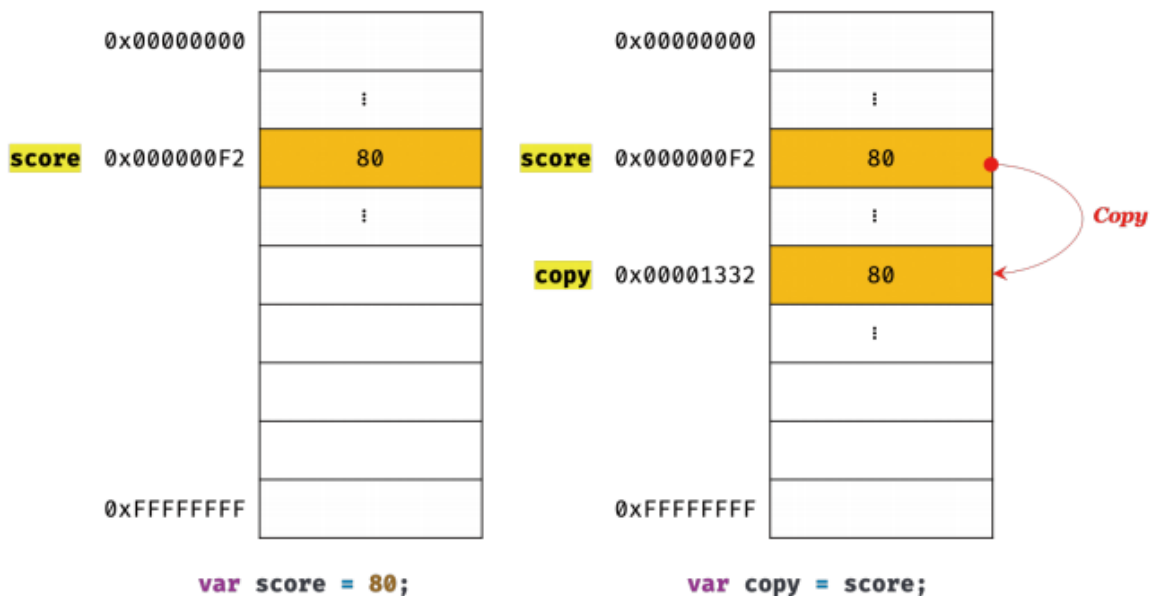 0x00000000
⋮
score 0x000000F2 80
⋮
0xFFFFFFFF
var score = 80;
0x00000000
⋮
score 0x000000F2 80
⋮
Copy
copy 0x00001332 80
⋮
0xFFFFFFFF
var copy = score;